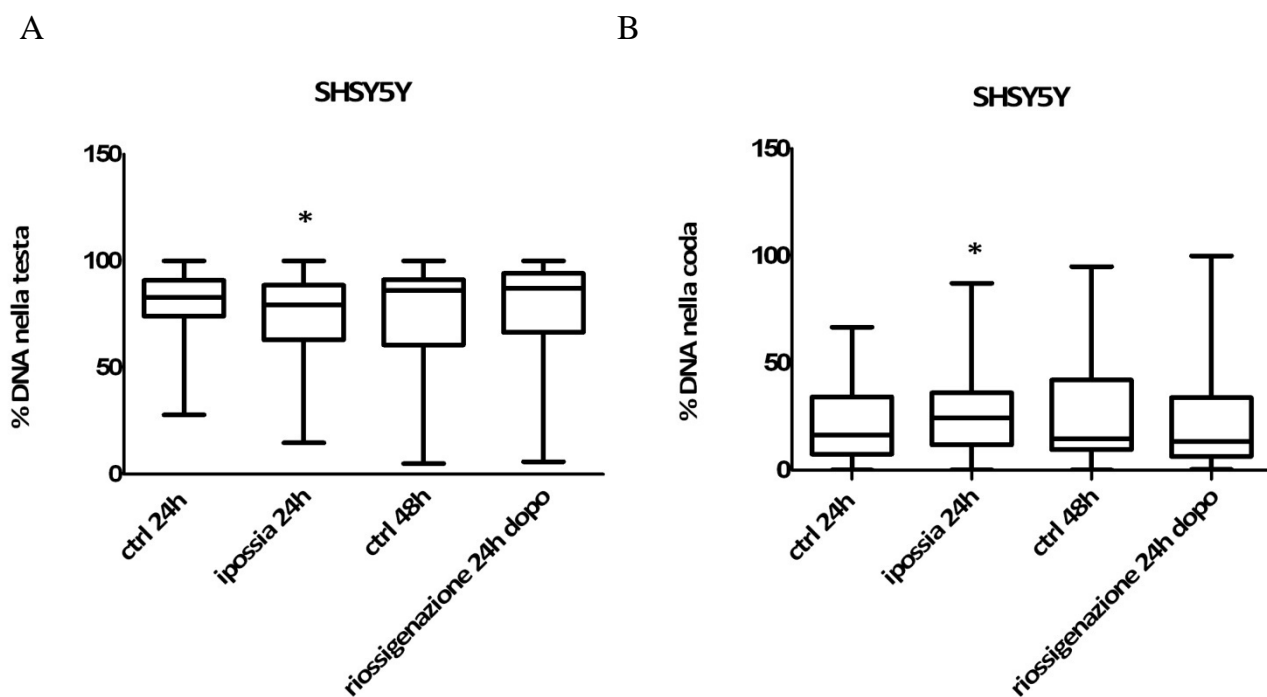 A
B
SHSY5Y
150
100
50
0
% DNA nella testa
*
ctrl 24h
ipossia 24h
ctrl 48h
riossigenazione 24h dopo
SHSY5Y
150
100
50
0
% DNA nella coda
*
ctrl 24h
ipossia 24h
ctrl 48h
riossigenazione 24h dopo